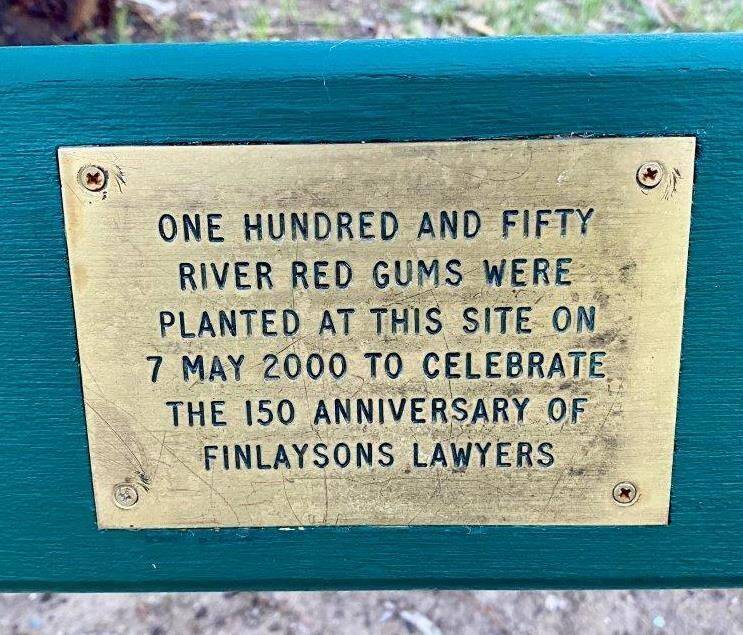 ONE HUNDRED AND FIFTY
RIVER RED GUMS WERE
PLANTED AT THIS SITE ON
7 MAY 2000 TO CELEBRATE
THE 150 ANNIVERSARY OF
FINLAYSONS LAWYERS